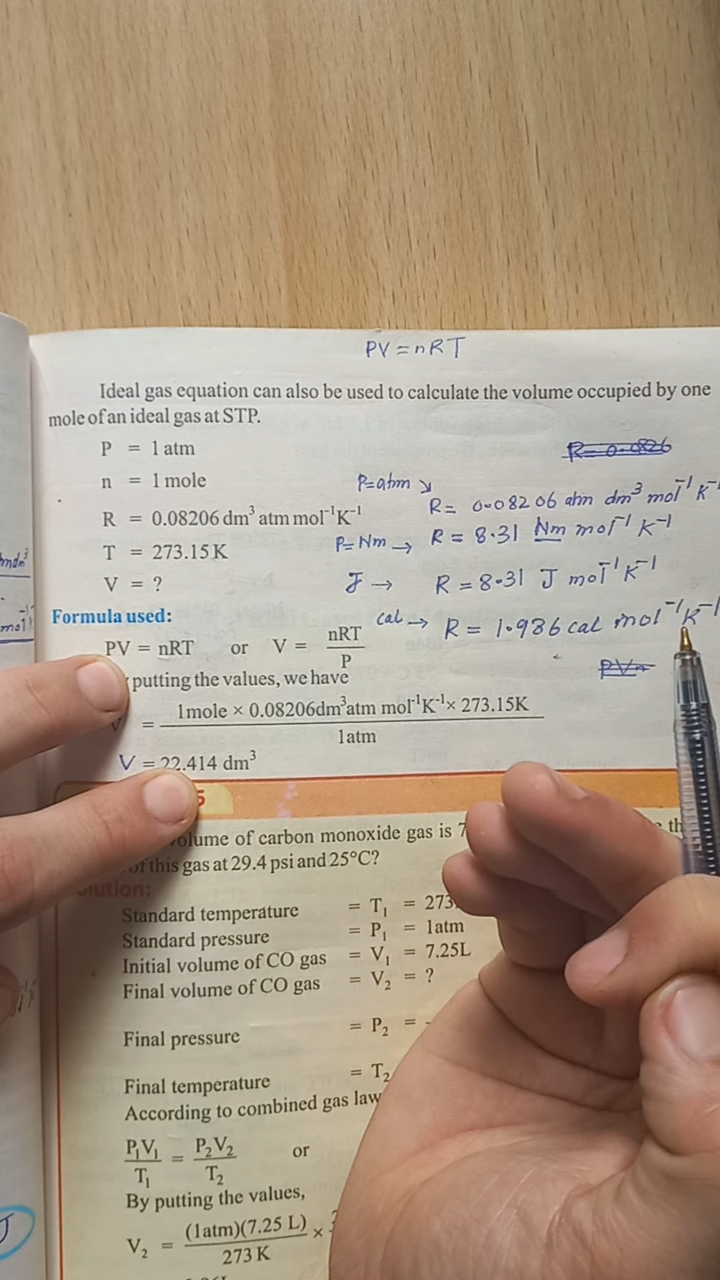 PV = nRT
Ideal gas equation can also be used to calculate the volume occupied by one
mole of an ideal gas at STP.
P = 1 atm
R = 0.0826
n = 1 mole
P=atm ↘
R = 0.08206 atm dm³ mol⁻¹ K⁻¹
R = 0.08206 dm³ atm mol⁻¹K⁻¹
P=Nm → R = 8.31 Nm mol⁻¹ K⁻¹
T = 273.15 K
J → R = 8.31 J mol⁻¹ K⁻¹
V = ?
Cal → R = 1.986 cal mol⁻¹ K⁻¹
Formula used:
PV = nRT or V = nRT / P
PVn
putting the values, we have
= 1mole × 0.08206dm³atm mol⁻¹K⁻¹× 273.15K / 1atm
V = 22.414 dm³
5
olume of carbon monoxide gas is 7
of this gas at 29.4 psi and 25°C?
lution:
Standard temperature = T₁ = 273.
Standard pressure = P₁ = 1atm
Initial volume of CO gas = V₁ = 7.25L
Final volume of CO gas = V₂ = ?
Final pressure = P₂ =
Final temperature = T₂
According to combined gas law
P₁V₁ / T₁ = P₂V₂ / T₂ or
By putting the values,
V₂ = (1atm)(7.25 L) / 273 K ×